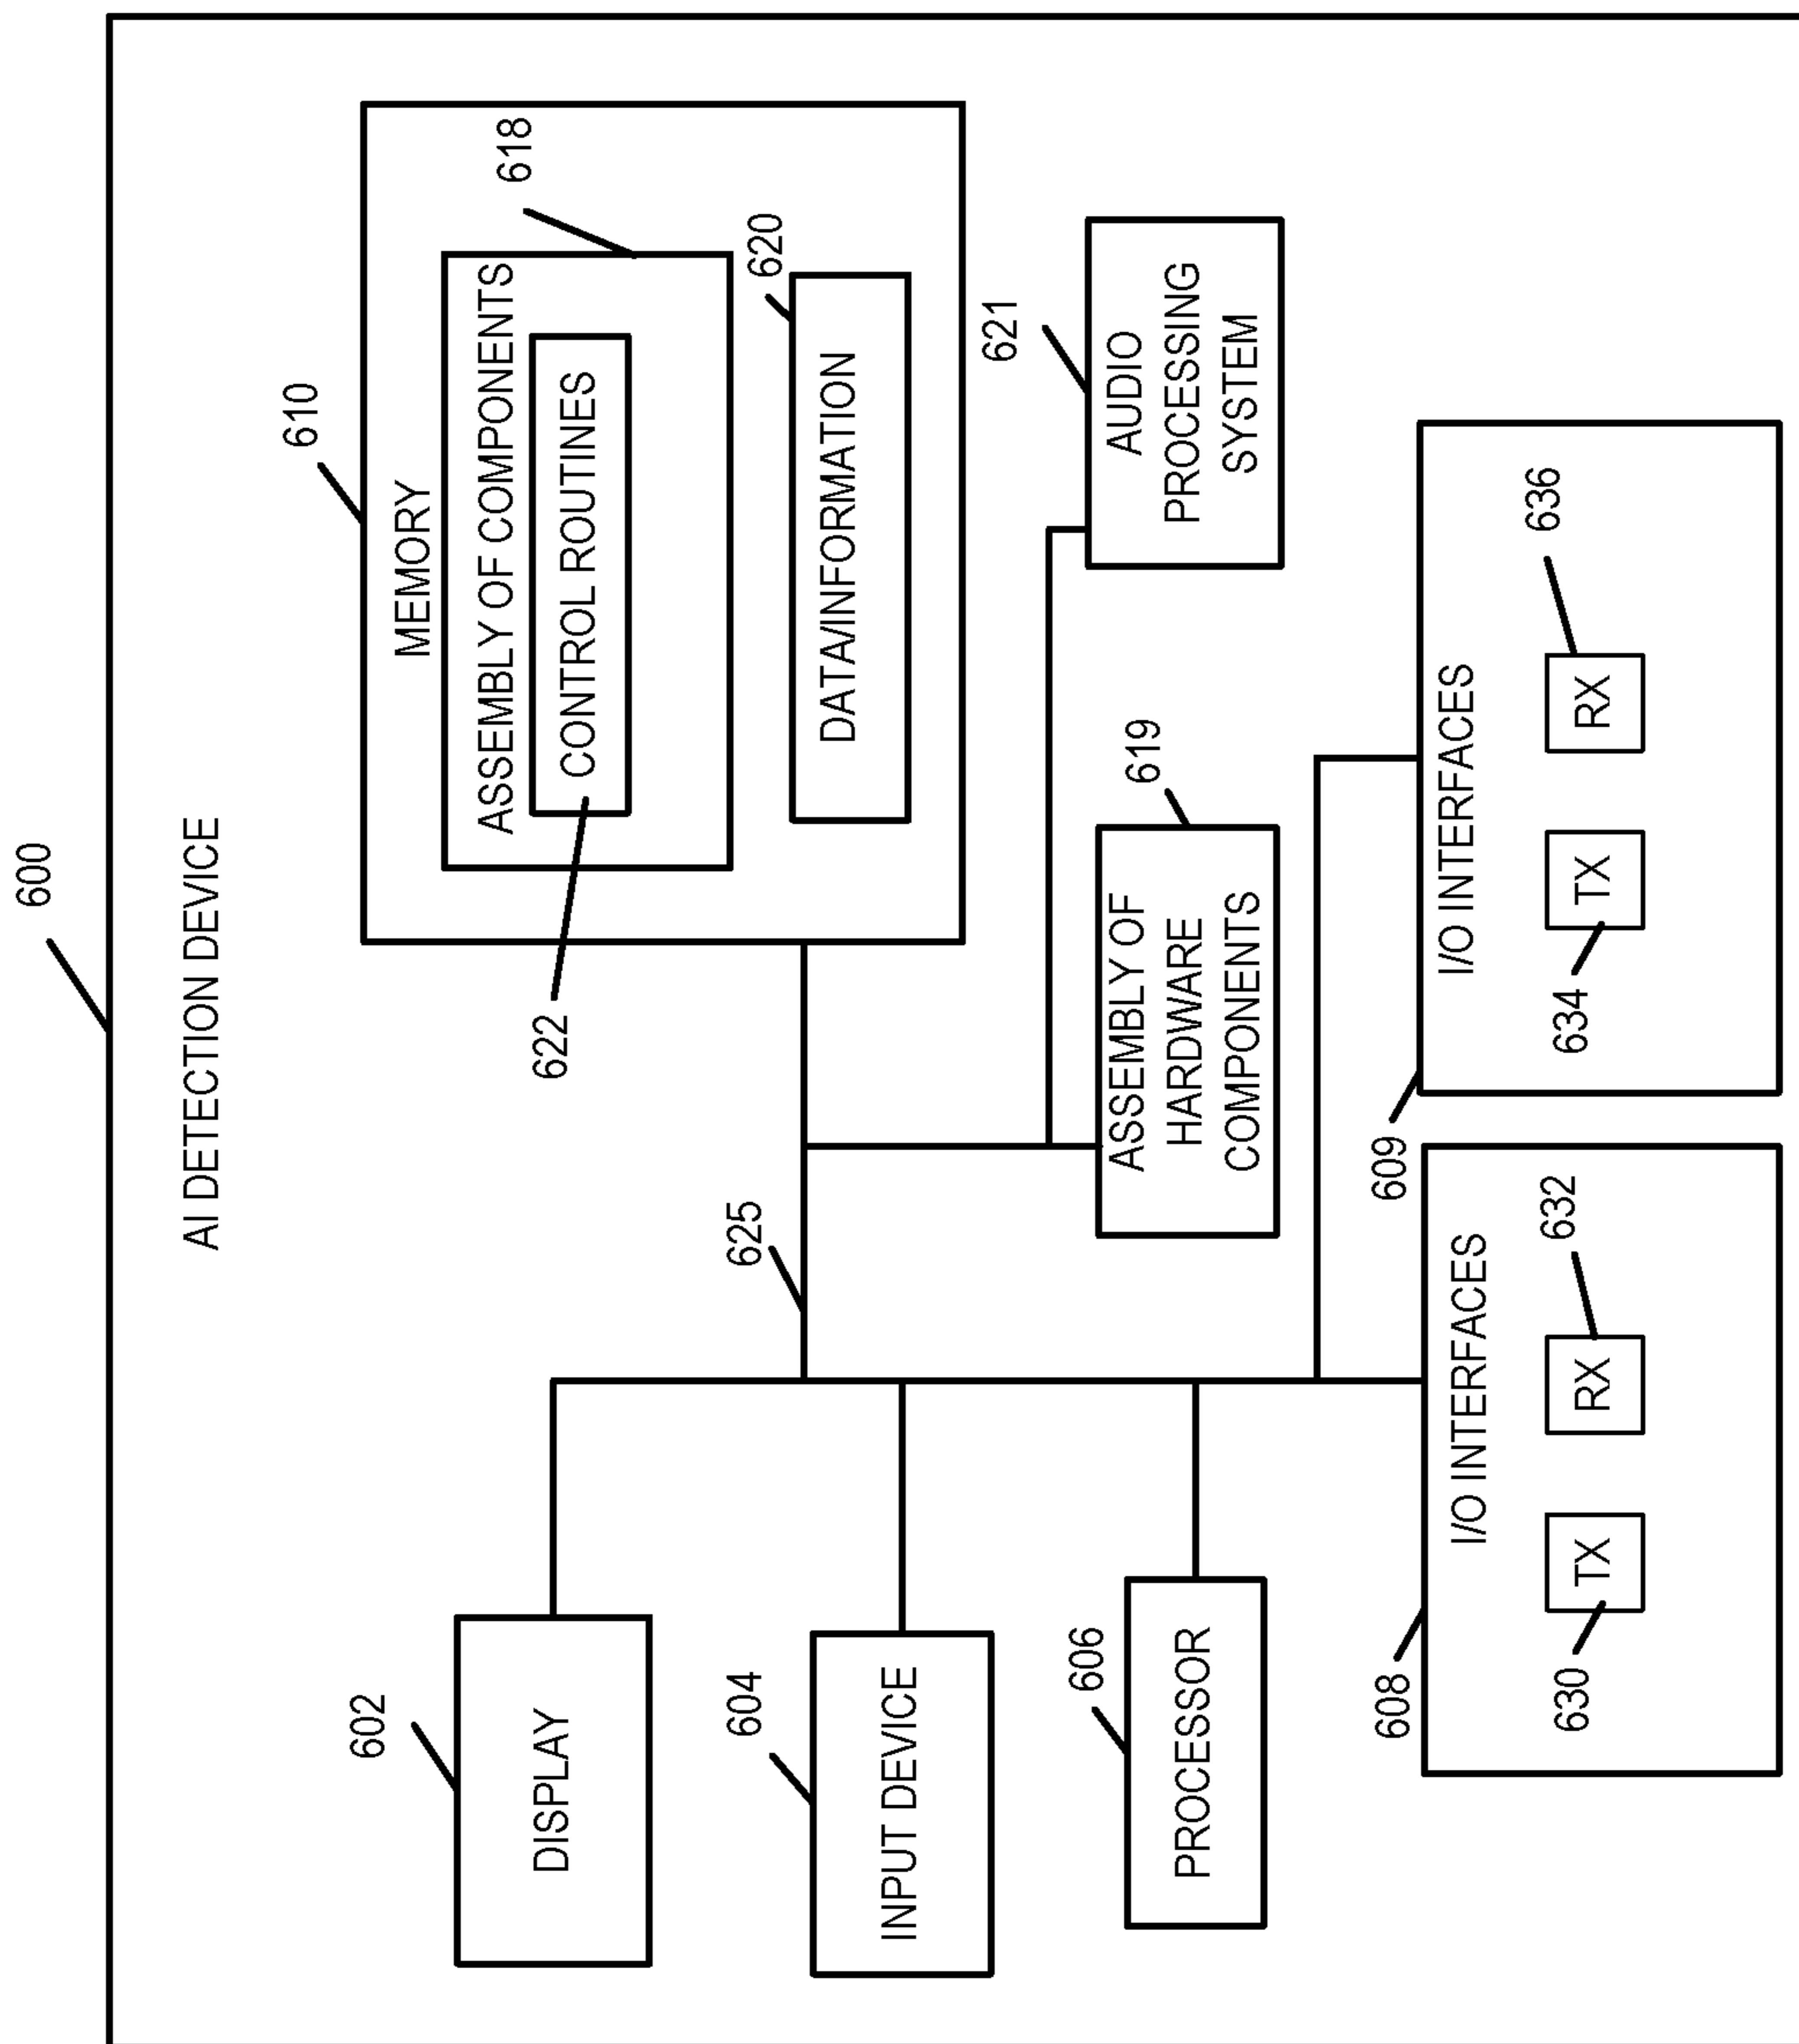 600
AI DETECTION DEVICE
602
DISPLAY
604
INPUT DEVICE
606
PROCESSOR
625
610
MEMORY
618
ASSEMBLY OF COMPONENTS
622
CONTROL ROUTINES
620
DATA\INFORMATION
619
ASSEMBLY OF
HARDWARE
COMPONENTS
621
AUDIO
PROCESSING
SYSTEM
608
I/O INTERFACES
TX
RX
630
632
609
I/O INTERFACES
TX
RX
634
636